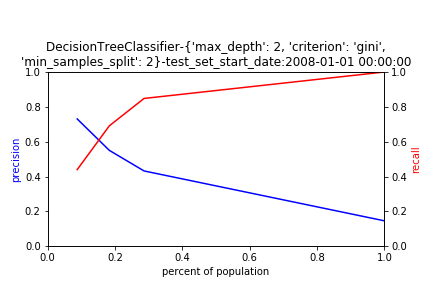 DecisionTreeClassifier-{'max_depth': 2, 'criterion': 'gini',
'min_samples_split': 2}-test_set_start_date:2008-01-01 00:00:00
1.0
0.8
0.6
0.4
0.2
0.0
precision
1.0
0.8
0.6
0.4
0.2
0.0
recall
0.0 0.2 0.4 0.6 0.8 1.0
percent of population